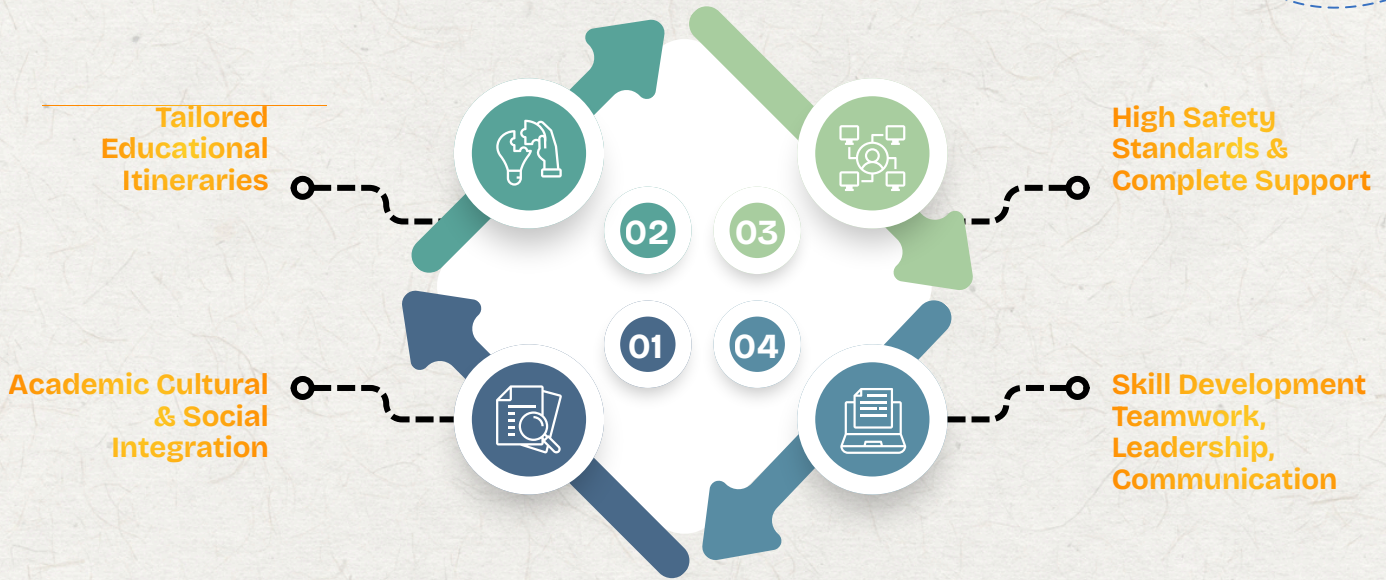 Tailored
Educational
Itineraries
High Safety
Standards &
Complete Support
02
03
01
04
Academic Cultural
& Social
Integration
Skill Development
Teamwork,
Leadership,
Communication